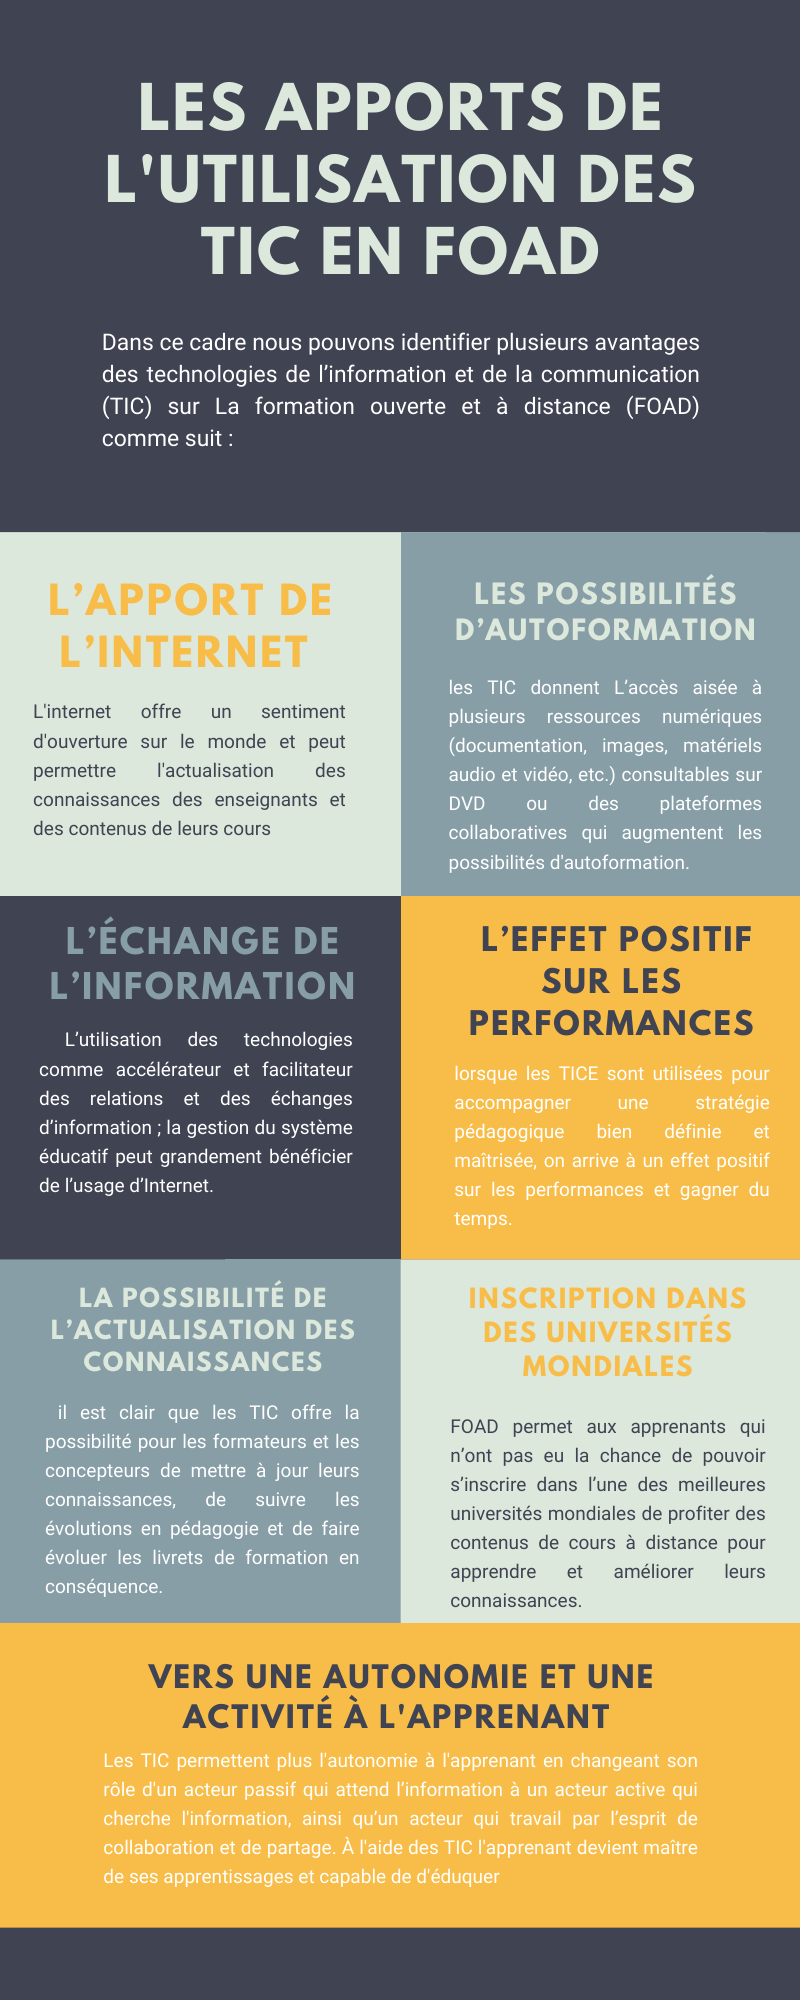 LES APPORTS DE
L'UTILISATION DES
TIC EN FOAD
Dans ce cadre nous pouvons identifier plusieurs avantages
des technologies de l’information et de la communication
(TIC) sur La formation ouverte et à distance (FOAD)
comme suit :
L’APPORT DE
L’INTERNET
L'internet offre un sentiment
d'ouverture sur le monde et peut
permettre l'actualisation des
connaissances des enseignants et
des contenus de leurs cours
LES POSSIBILITÉS
D’AUTOFORMATION
les TIC donnent L’accès aisée à
plusieurs ressources numériques
(documentation, images, matériels
audio et vidéo, etc.) consultables sur
DVD ou des plateformes
collaboratives qui augmentent les
possibilités d'autoformation.
L’ÉCHANGE DE
L’INFORMATION
L’utilisation des technologies
comme accélérateur et facilitateur
des relations et des échanges
d’information ; la gestion du système
éducatif peut grandement bénéficier
de l’usage d’Internet.
L’EFFET POSITIF
SUR LES
PERFORMANCES
lorsque les TICE sont utilisées pour
accompagner une stratégie
pédagogique bien définie et
maîtrisée, on arrive à un effet positif
sur les performances et gagner du
temps.
LA POSSIBILITÉ DE
L’ACTUALISATION DES
CONNAISSANCES
il est clair que les TIC offre la
possibilité pour les formateurs et les
concepteurs de mettre à jour leurs
connaissances, de suivre les
évolutions en pédagogie et de faire
évoluer les livrets de formation en
conséquence.
INSCRIPTION DANS
DES UNIVERSITÉS
MONDIALES
FOAD permet aux apprenants qui
n’ont pas eu la chance de pouvoir
s’inscrire dans l’une des meilleures
universités mondiales de profiter des
contenus de cours à distance pour
apprendre et améliorer leurs
connaissances.
VERS UNE AUTONOMIE ET UNE
ACTIVITÉ À L'APPRENANT
Les TIC permettent plus l'autonomie à l'apprenant en changeant son
rôle d'un acteur passif qui attend l’information à un acteur active qui
cherche l'information, ainsi qu’un acteur qui travail par l’esprit de
collaboration et de partage. À l'aide des TIC l'apprenant devient maître
de ses apprentissages et capable de d'éduquer